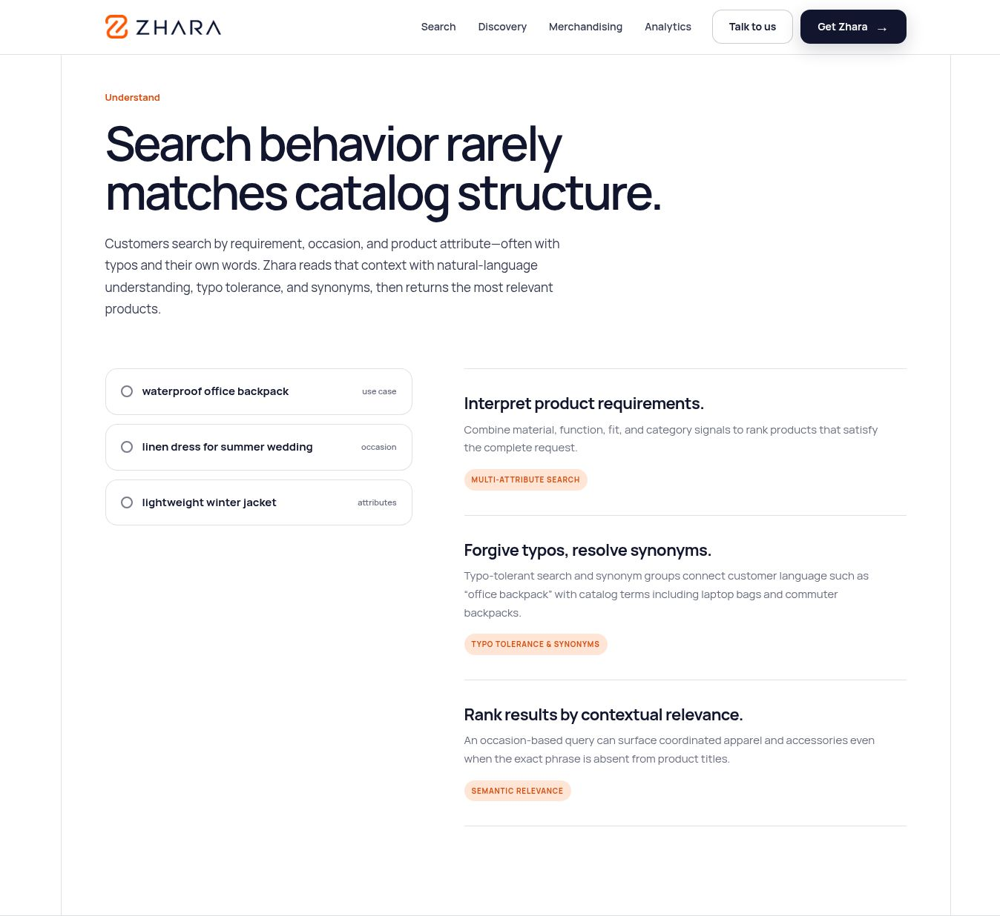 ZHARA
Search
Discovery
Merchandising
Analytics
Talk to us
Get Zhara →
Understand
Search behavior rarely
matches catalog structure.
Customers search by requirement, occasion, and product attribute—often with
typos and their own words. Zhara reads that context with natural-language
understanding, typo tolerance, and synonyms, then returns the most relevant
products.
waterproof office backpack
use case
linen dress for summer wedding
occasion
lightweight winter jacket
attributes
Interpret product requirements.
Combine material, function, fit, and category signals to rank products that satisfy
the complete request.
MULTI-ATTRIBUTE SEARCH
Forgive typos, resolve synonyms.
Typo-tolerant search and synonym groups connect customer language such as
“office backpack” with catalog terms including laptop bags and commuter
backpacks.
TYPO TOLERANCE & SYNONYMS
Rank results by contextual relevance.
An occasion-based query can surface coordinated apparel and accessories even
when the exact phrase is absent from product titles.
SEMANTIC RELEVANCE